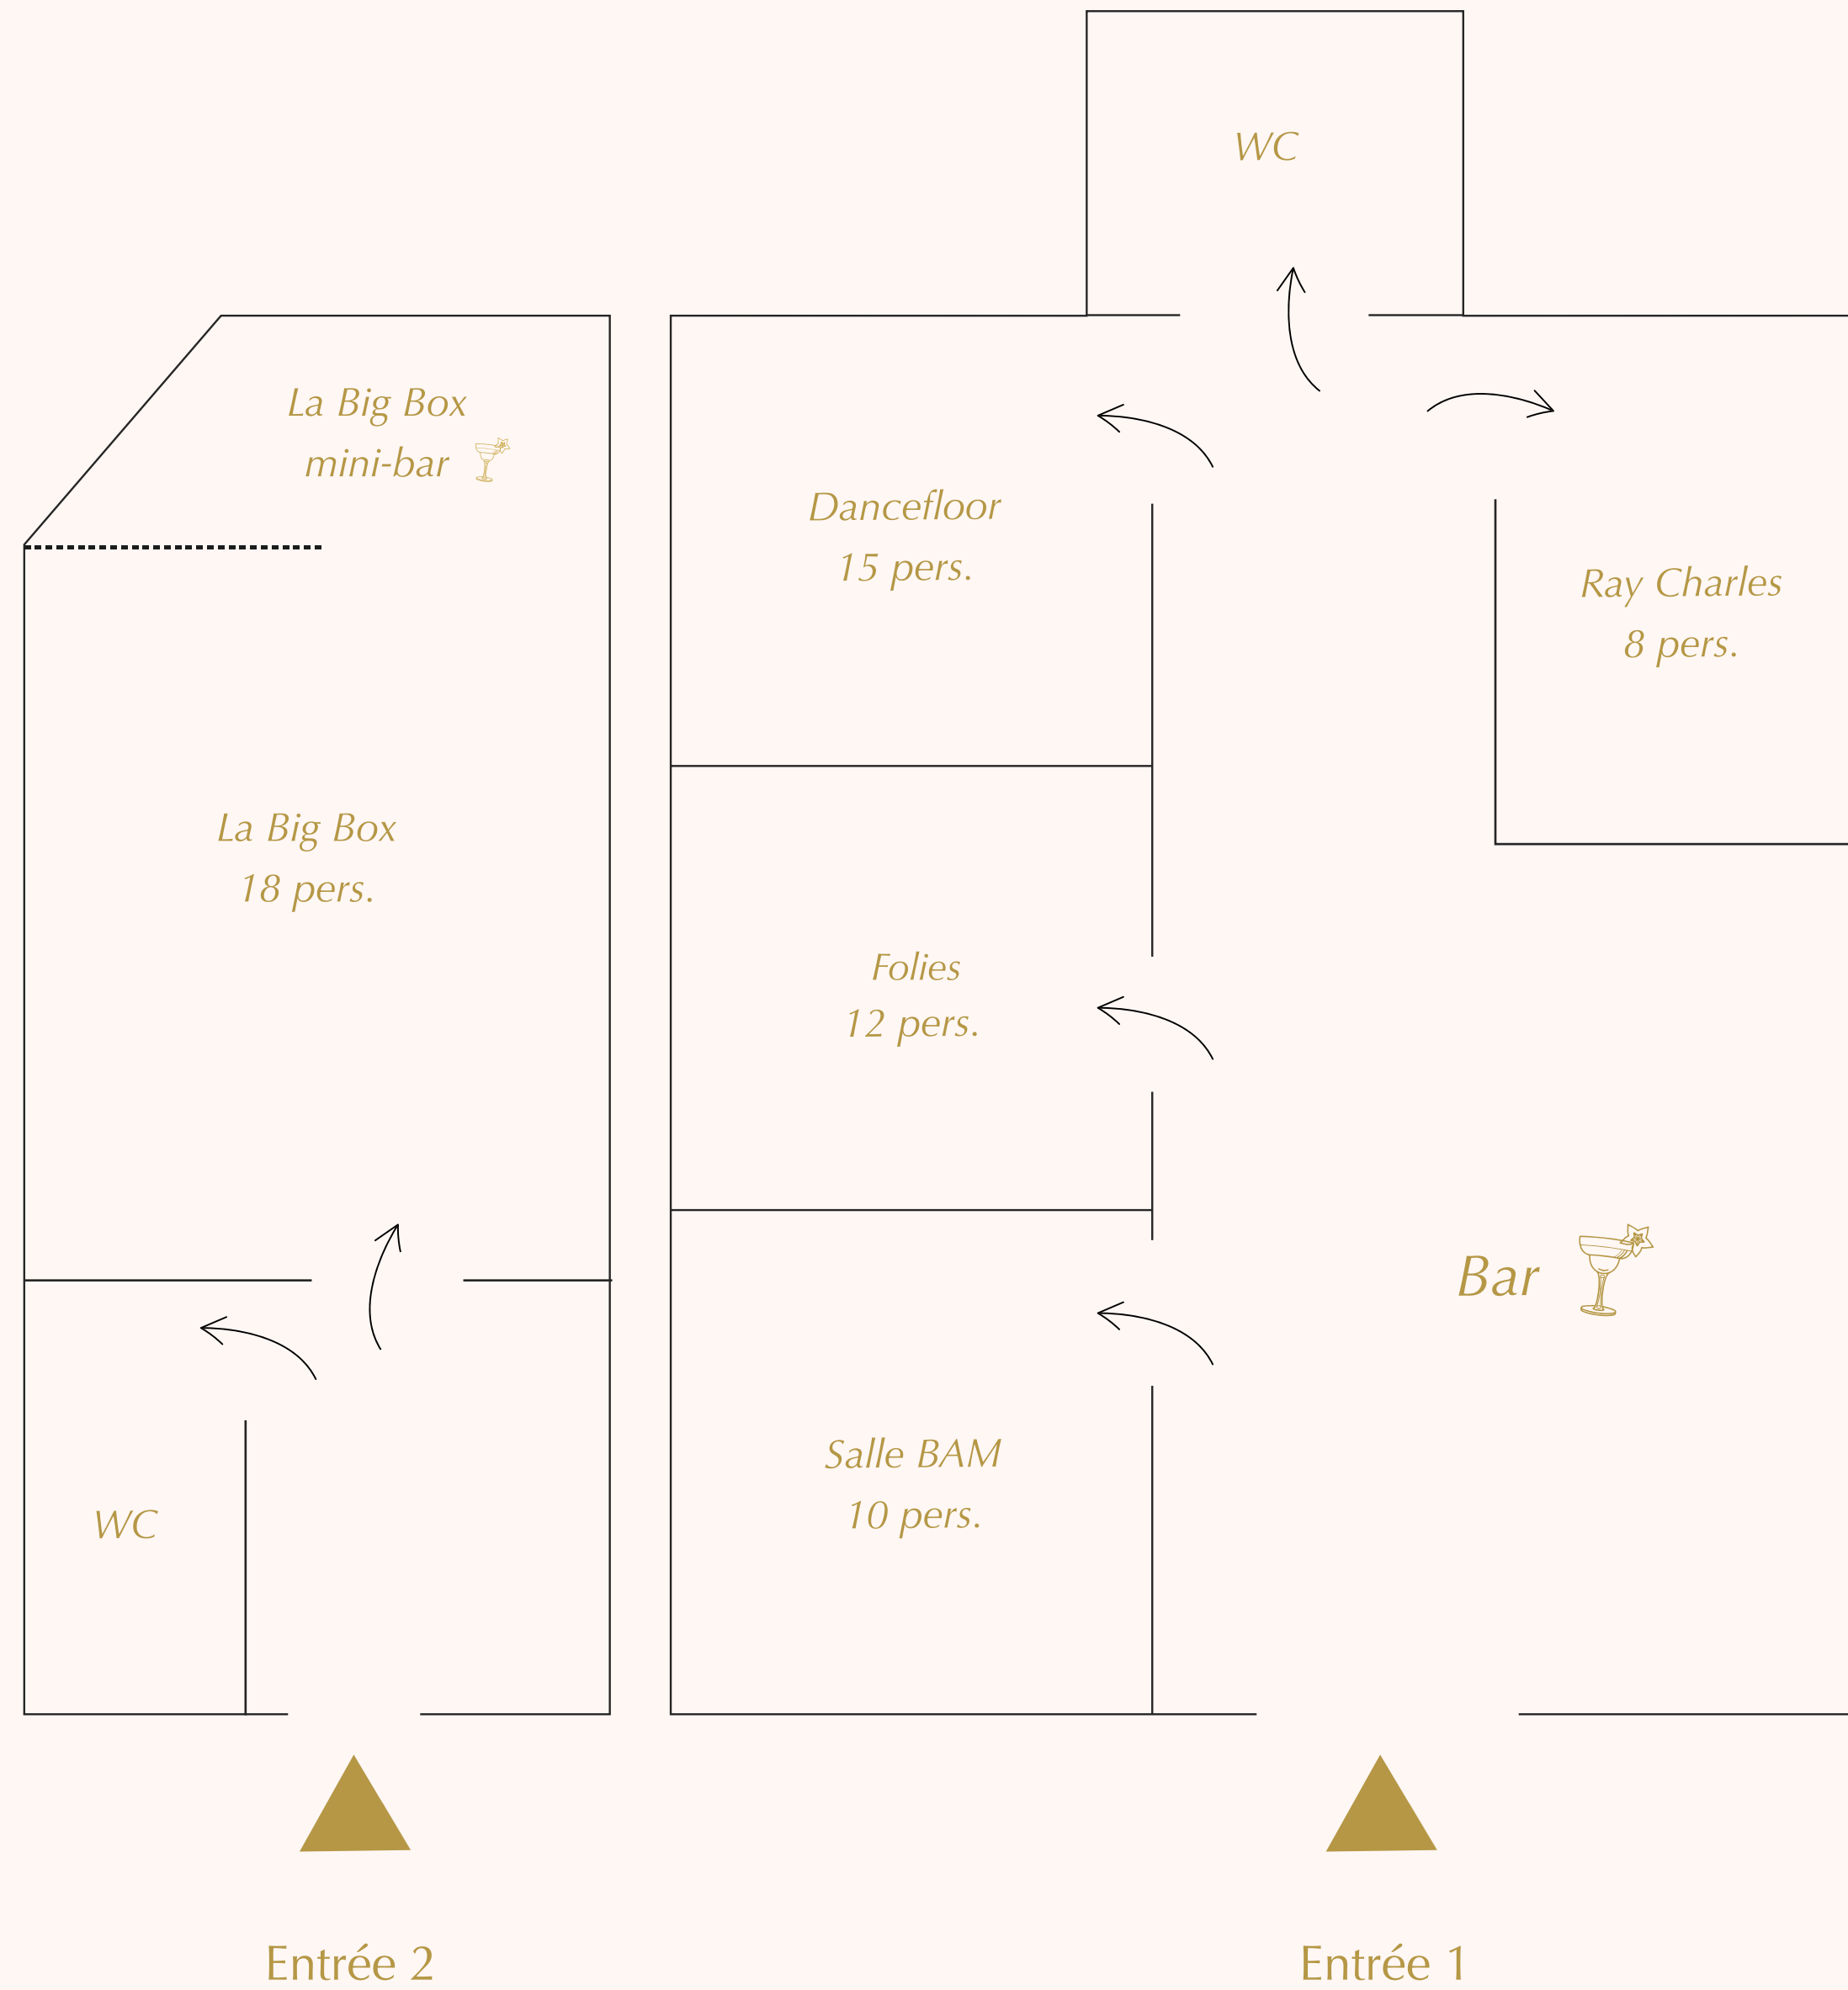 WC
La Big Box
mini-bar
Dancefloor
15 pers.
Ray Charles
8 pers.
La Big Box
18 pers.
Folies
12 pers.
Bar
Salle BAM
10 pers.
WC
Entrée 2
Entrée 1